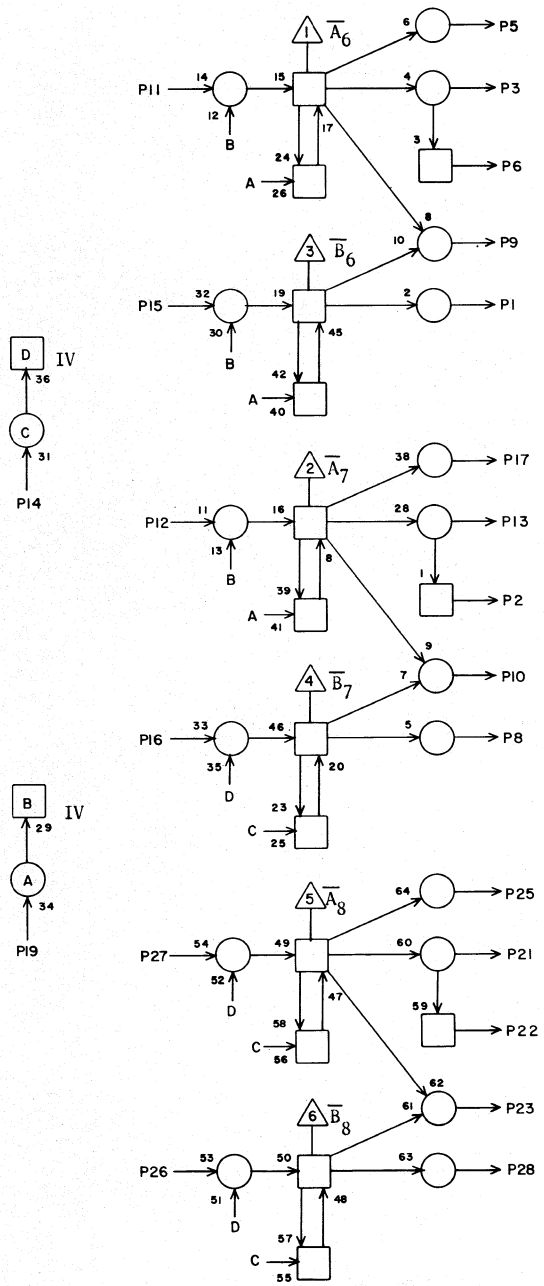 1 A̅6 6 P5
P11 14 15 4 P3
12 17 3
B 24 P6
A 26
8
3 B̅6 10 P9
P15 32 19 2 P1
30 45
B 42
A 40
D IV
36
C
31
P14
2 A̅7 38 P17
P12 11 16 28 P13
13 8 1
B 39 P2
A 41
9
4 B̅7 7 P10
P16 33 46 5 P8
35 20
D 23
C 25
B IV
29
A
34
P19
5 A̅8 64 P25
P27 54 49 60 P21
52 47 59
D 58 P22
C 56
62
6 B̅8 61 P23
P26 53 50 63 P28
51 48
D 57
C 55